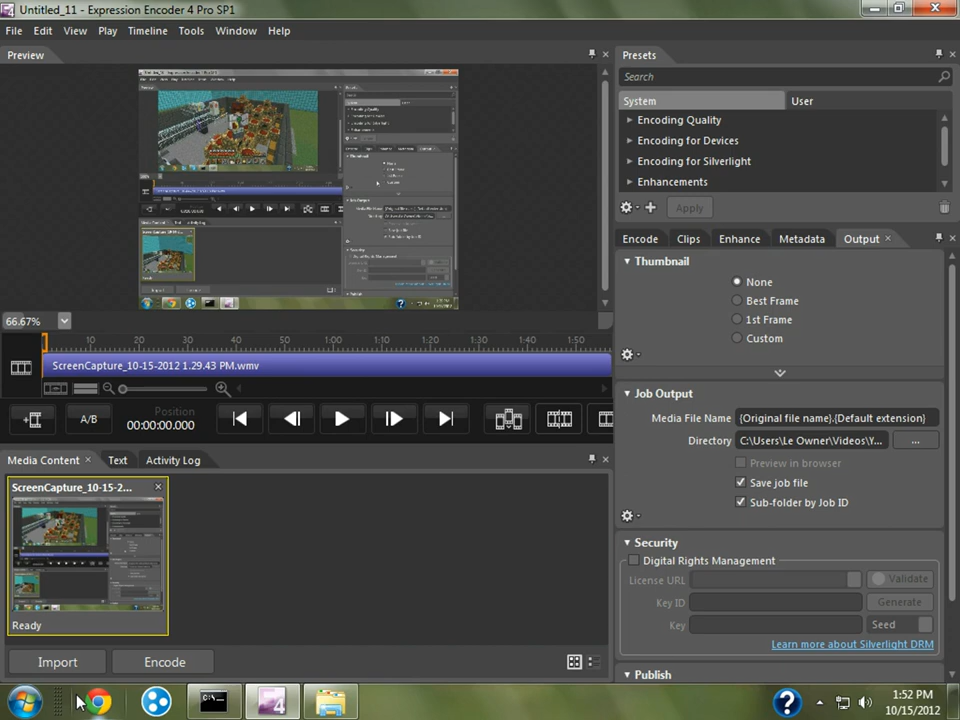 Untitled_11 - Expression Encoder 4 Pro SP1
File Edit View Play Timeline Tools Window Help
Preview
66.67%
10 20 30 40 50 1:00 1:10 1:20 1:30 1:40 1:50
ScreenCapture_10-15-2012 1.29.43 PM.wmv
A/B
Position
00:00:00.000
Media Content Text Activity Log
ScreenCapture_10-15-2...
Ready
Import Encode
Presets
Search
System User
Encoding Quality
Encoding for Devices
Encoding for Silverlight
Enhancements
Apply
Encode Clips Enhance Metadata Output
Thumbnail
None
Best Frame
1st Frame
Custom
Job Output
Media File Name {Original file name}.{Default extension}
Directory C:\Users\Le Owner\Videos\Y... ...
Preview in browser
Save job file
Sub-folder by Job ID
Security
Digital Rights Management
License URL Validate
Key ID Generate
Key Seed
Learn more about Silverlight DRM
Publish
C:\.
4
?
1:52 PM
10/15/2012